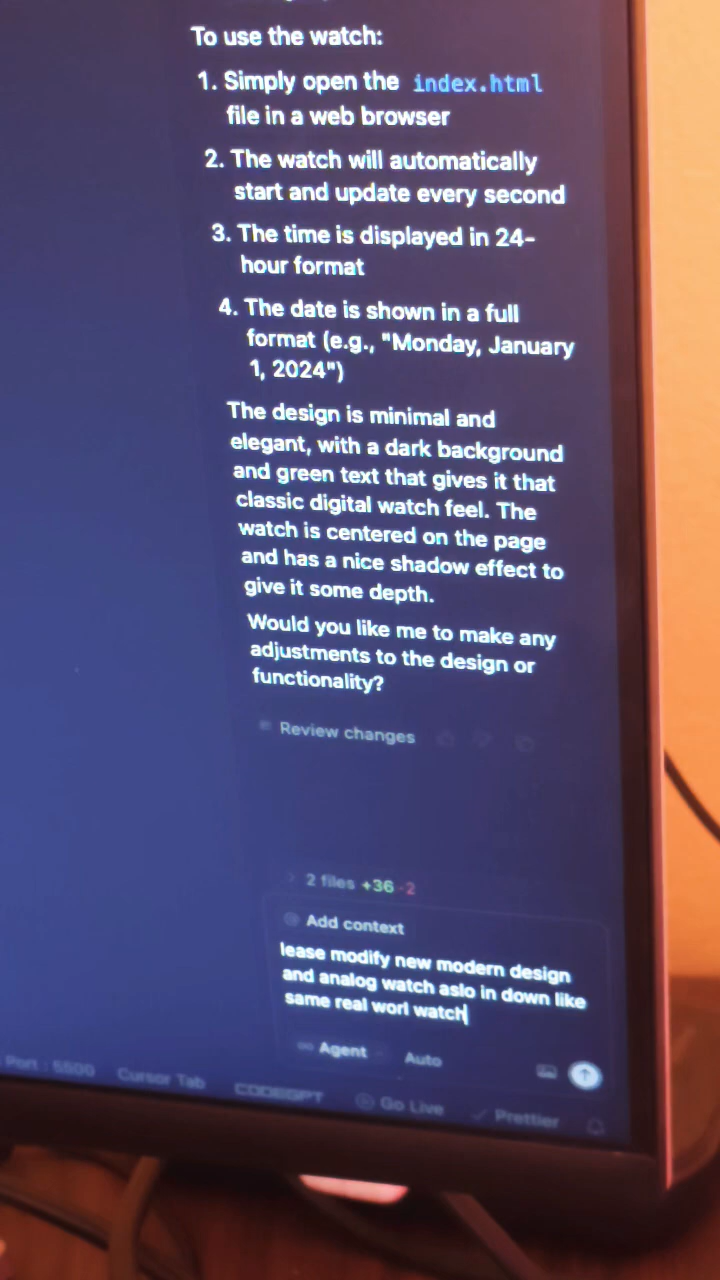 To use the watch:
1. Simply open the index.html
file in a web browser
2. The watch will automatically
start and update every second
3. The time is displayed in 24-
hour format
4. The date is shown in a full
format (e.g., "Monday, January
1, 2024")
The design is minimal and
elegant, with a dark background
and green text that gives it that
classic digital watch feel. The
watch is centered on the page
and has a nice shadow effect to
give it some depth.
Would you like me to make any
adjustments to the design or
functionality?
Review changes
2 files +36 -2
Add context
lease modify new modern design
and analog watch aslo in down like
same real worl watch
Agent Auto
Port : 5500 Cursor Tab CODEGPT Go Live Prettier